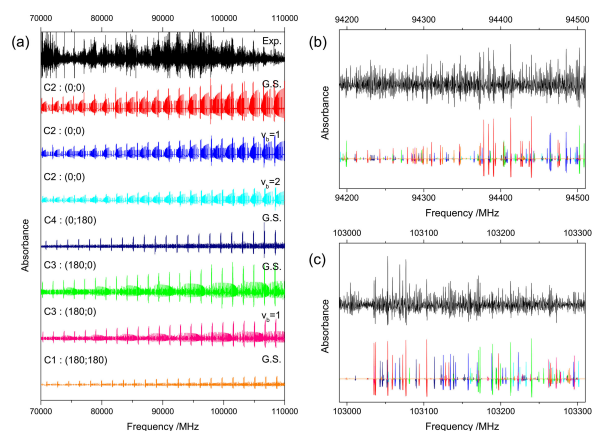 70000 80000 90000 100000 110000
(a)
Exp.
C2 : (0;0)
G.S.
C2 : (0;0)
v_b=1
C2 : (0;0)
v_b=2
C4 : (0;180)
G.S.
C3 : (180;0)
G.S.
C3 : (180;0)
v_b=1
C1 : (180;180)
G.S.
70000 80000 90000 100000 110000
Frequency /MHz
Absorbance
94200 94300 94400 94500
(b)
Absorbance
94200 94300 94400 94500
Frequency /MHz
103000 103100 103200 103300
(c)
Absorbance
103000 103100 103200 103300
Frequency /MHz